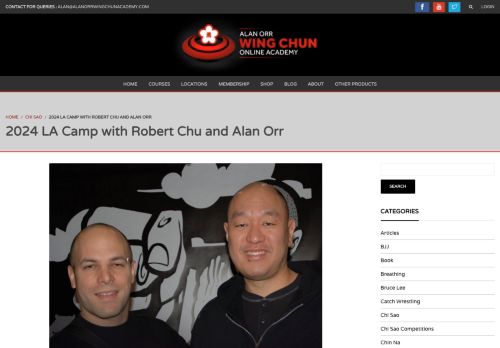 CONTACT FOR QUERIES : ALAN@ALANORRWINGCHUNACADEMY.COM
LOGIN
ALAN ORR
WING CHUN
ONLINE ACADEMY
HOME COURSES LOCATIONS MEMBERSHIP SHOP BLOG ABOUT OTHER PRODUCTS
HOME / CHI SAO / 2024 LA CAMP WITH ROBERT CHU AND ALAN ORR
2024 LA Camp with Robert Chu and Alan Orr
SEARCH
CATEGORIES
Articles
BJJ
Book
Breathing
Bruce Lee
Catch Wrestling
Chi Sao
Chi Sao Competitions
Chin Na